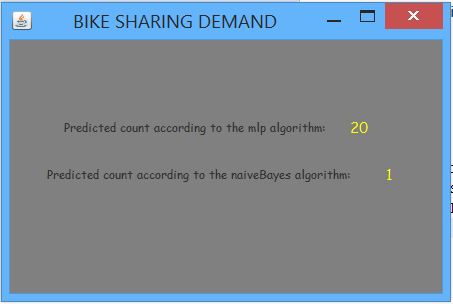 BIKE SHARING DEMAND
Predicted count according to the mlp algorithm: 20
Predicted count according to the naiveBayes algorithm: 1